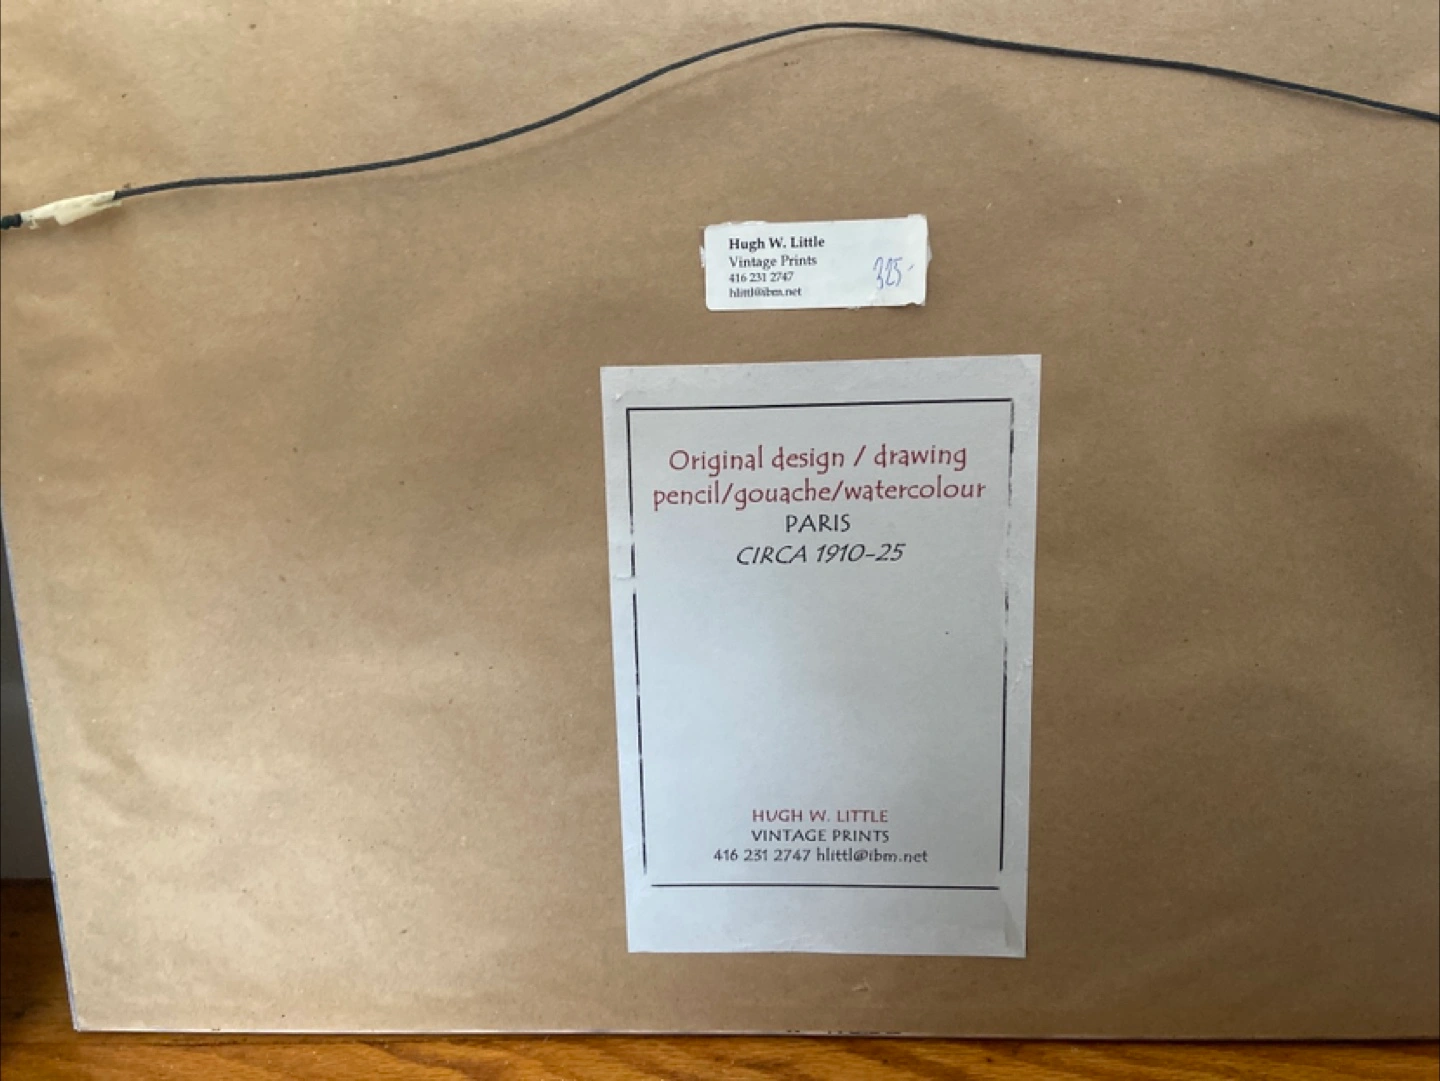 Hugh W. Little
Vintage Prints
416 231 2747
hlittl@ibm.net
325-
Original design / drawing
pencil/gouache/watercolour
PARIS
CIRCA 1910-25
HUGH W. LITTLE
VINTAGE PRINTS
416 231 2747 hlittl@ibm.net